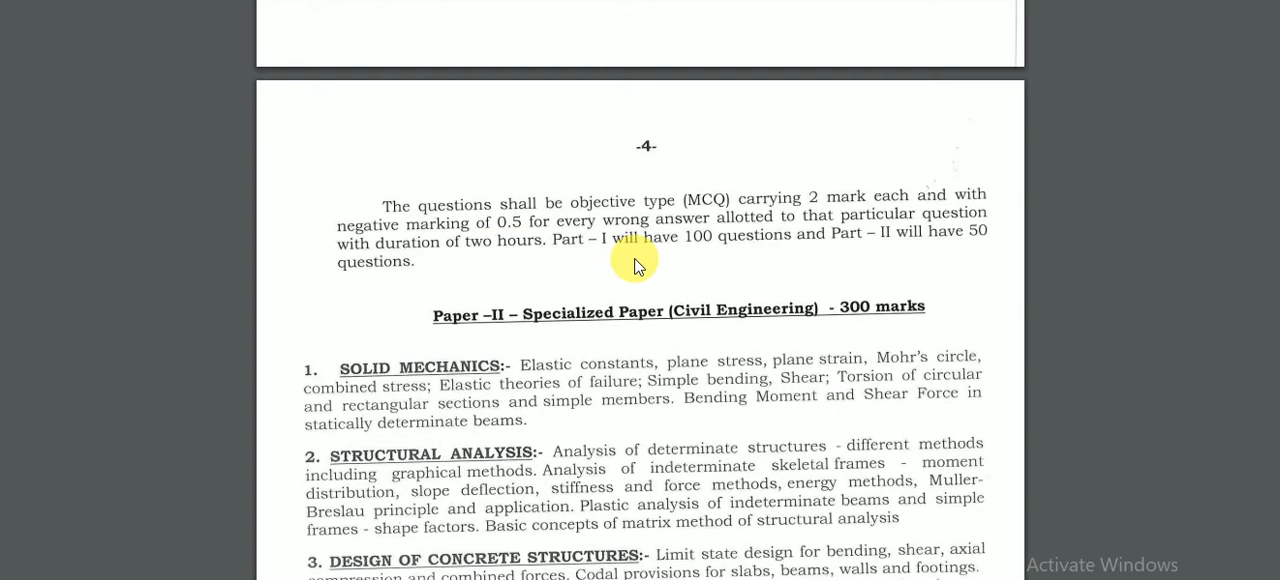 -4-
The questions shall be objective type (MCQ) carrying 2 mark each and with
negative marking of 0.5 for every wrong answer allotted to that particular question
with duration of two hours. Part – I will have 100 questions and Part – II will have 50
questions.
Paper –II – Specialized Paper (Civil Engineering) - 300 marks
1. SOLID MECHANICS:- Elastic constants, plane stress, plane strain, Mohr's circle,
combined stress; Elastic theories of failure; Simple bending, Shear; Torsion of circular
and rectangular sections and simple members. Bending Moment and Shear Force in
statically determinate beams.
2. STRUCTURAL ANALYSIS:- Analysis of determinate structures - different methods
including graphical methods. Analysis of indeterminate skeletal frames - moment
distribution, slope deflection, stiffness and force methods, energy methods, Muller-
Breslau principle and application. Plastic analysis of indeterminate beams and simple
frames - shape factors. Basic concepts of matrix method of structural analysis
3. DESIGN OF CONCRETE STRUCTURES:- Limit state design for bending, shear, axial
compression and combined forces. Codal provisions for slabs, beams, walls and footings.
Activate Windows